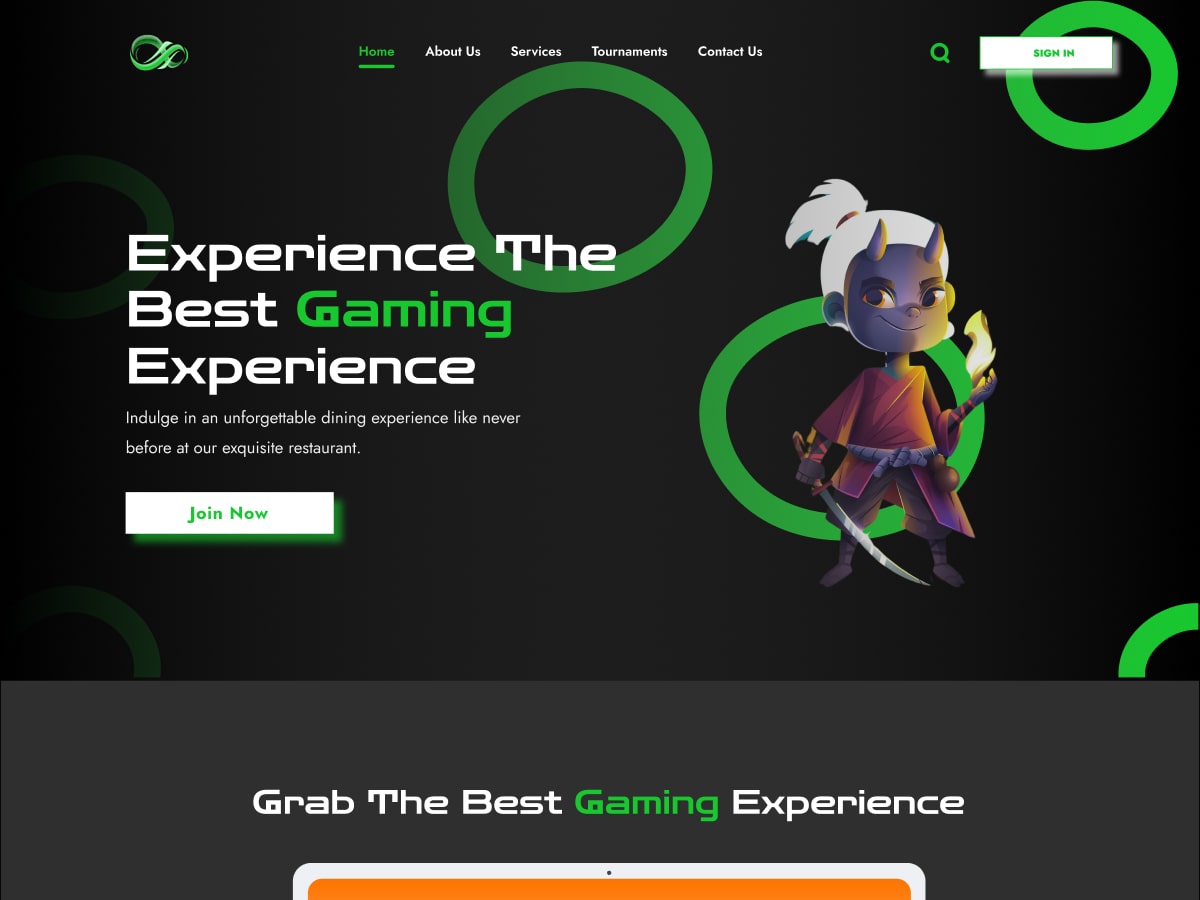 Home
About Us
Services
Tournaments
Contact Us
SIGN IN
Experience The
Best Gaming
Experience
Indulge in an unforgettable dining experience like never
before at our exquisite restaurant.
Join Now
Grab The Best Gaming Experience